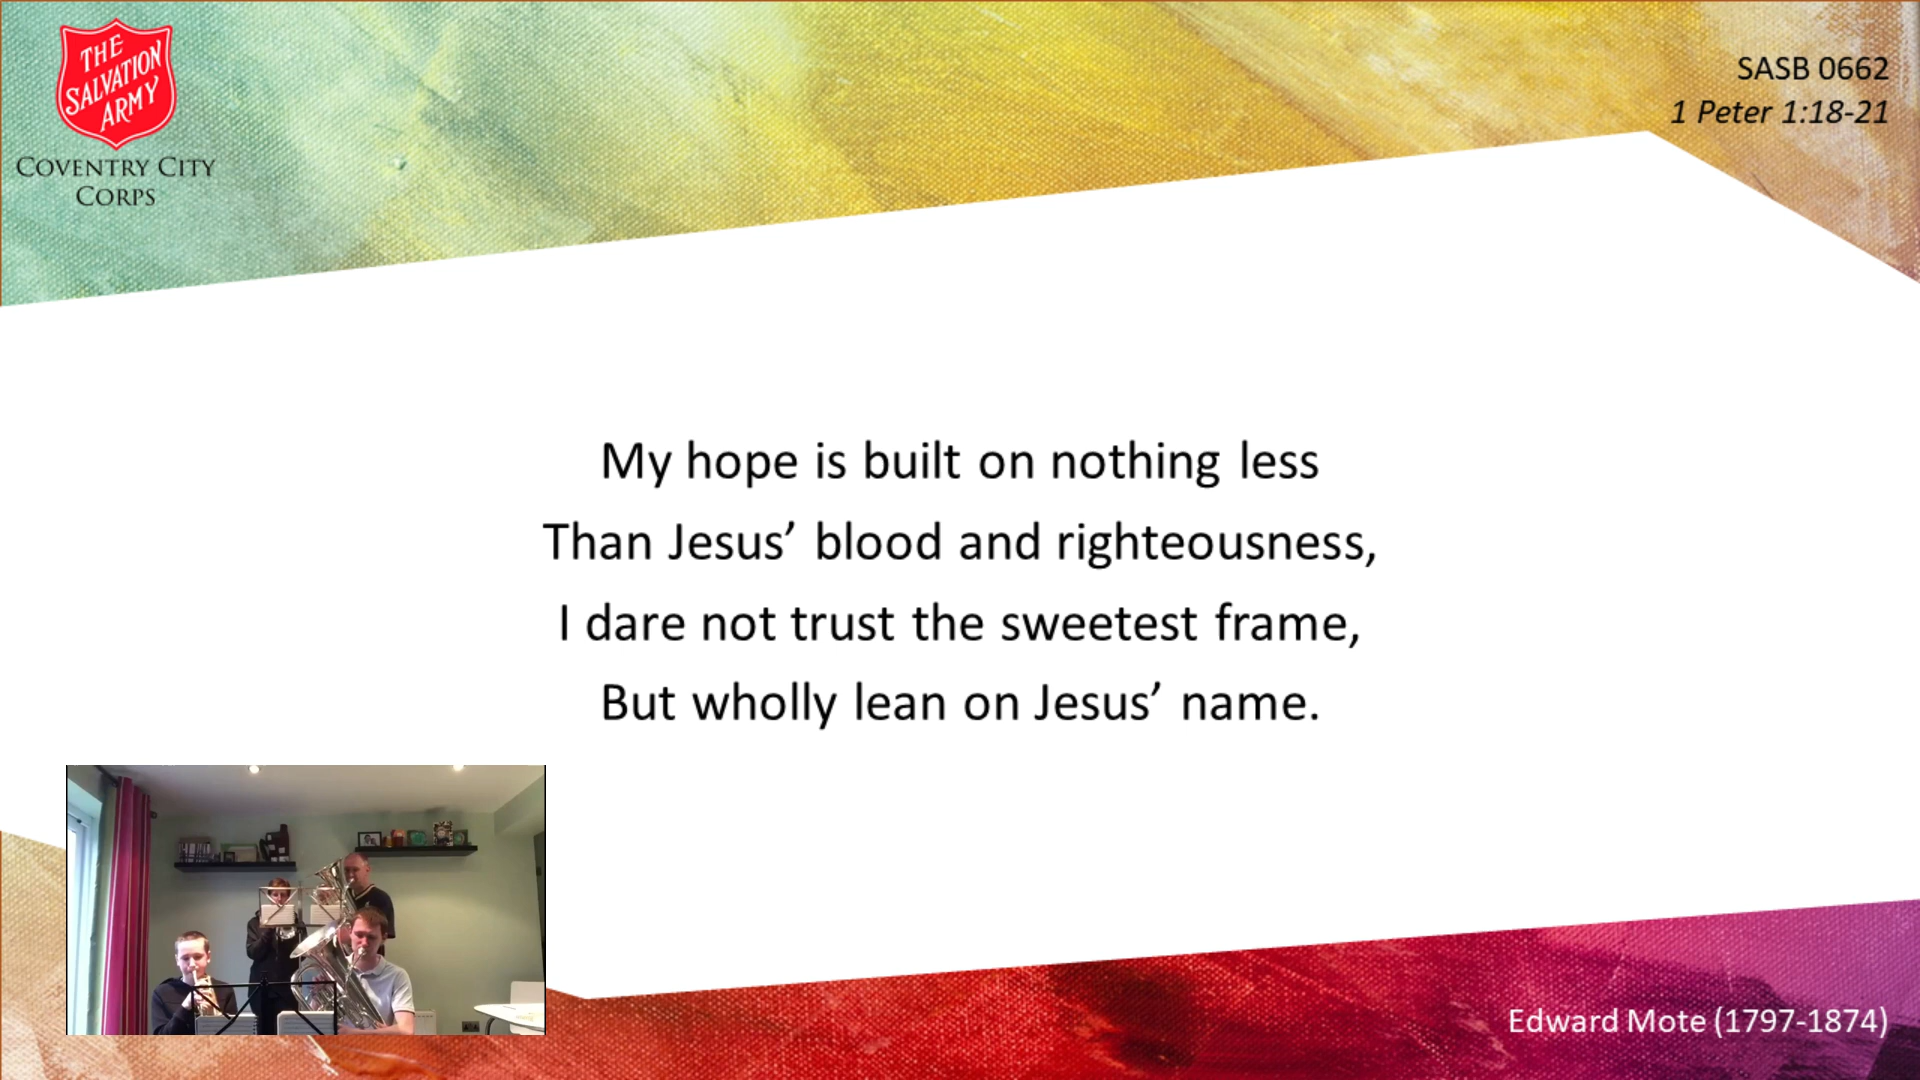 THE
SALVATION
ARMY
COVENTRY CITY
CORPS
SASB 0662
1 Peter 1:18-21
My hope is built on nothing less
Than Jesus’ blood and righteousness,
I dare not trust the sweetest frame,
But wholly lean on Jesus’ name.
Edward Mote (1797-1874)